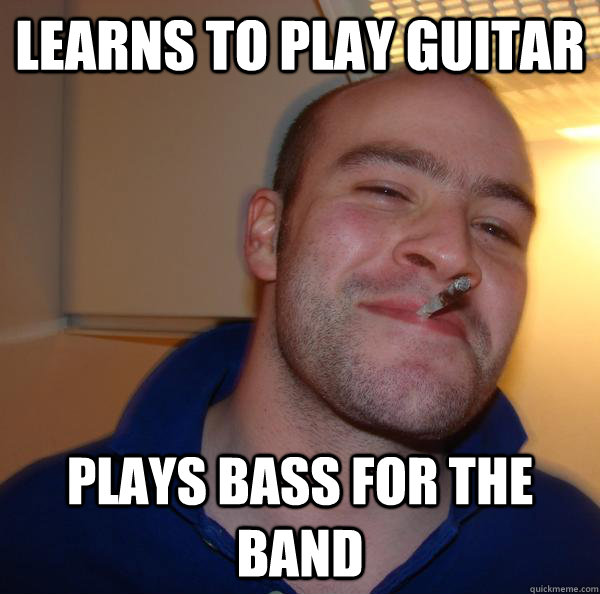 LEARNS TO PLAY GUITAR
PLAYS BASS FOR THE
BAND
quickmeme.com